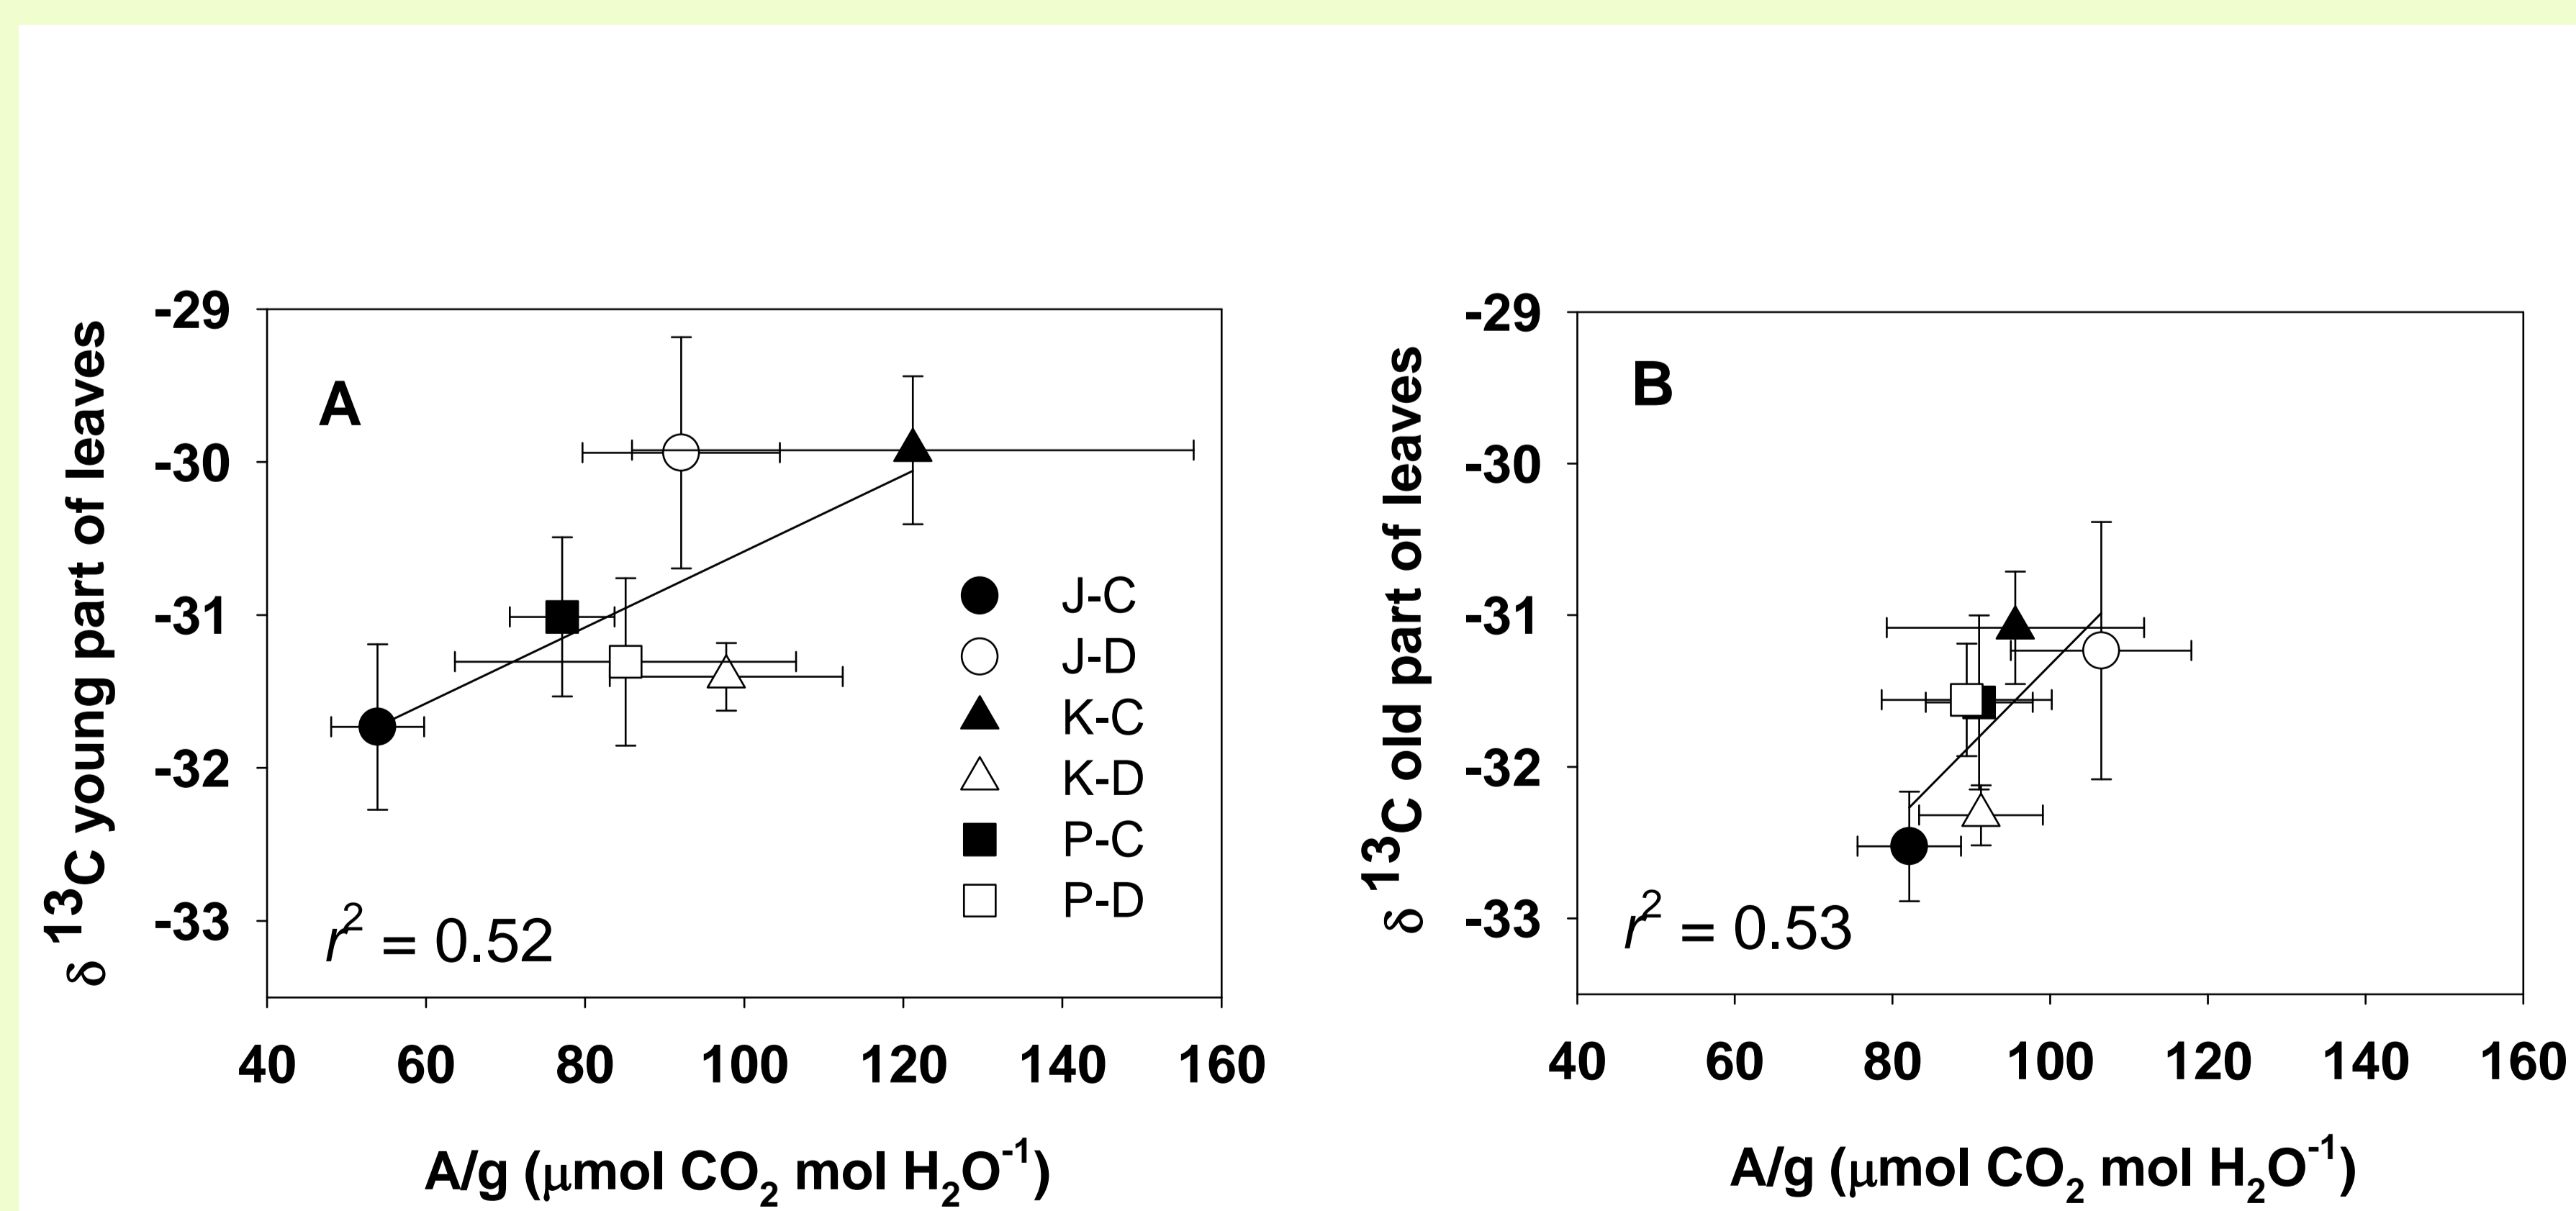 A
δ 13C young part of leaves
-29
-30
-31
-32
-33
J-C
J-D
K-C
K-D
P-C
P-D
r2 = 0.52
40 60 80 100 120 140 160
A/g (μmol CO2 mol H2O-1)
B
δ 13C old part of leaves
-29
-30
-31
-32
-33
r2 = 0.53
40 60 80 100 120 140 160
A/g (μmol CO2 mol H2O-1)